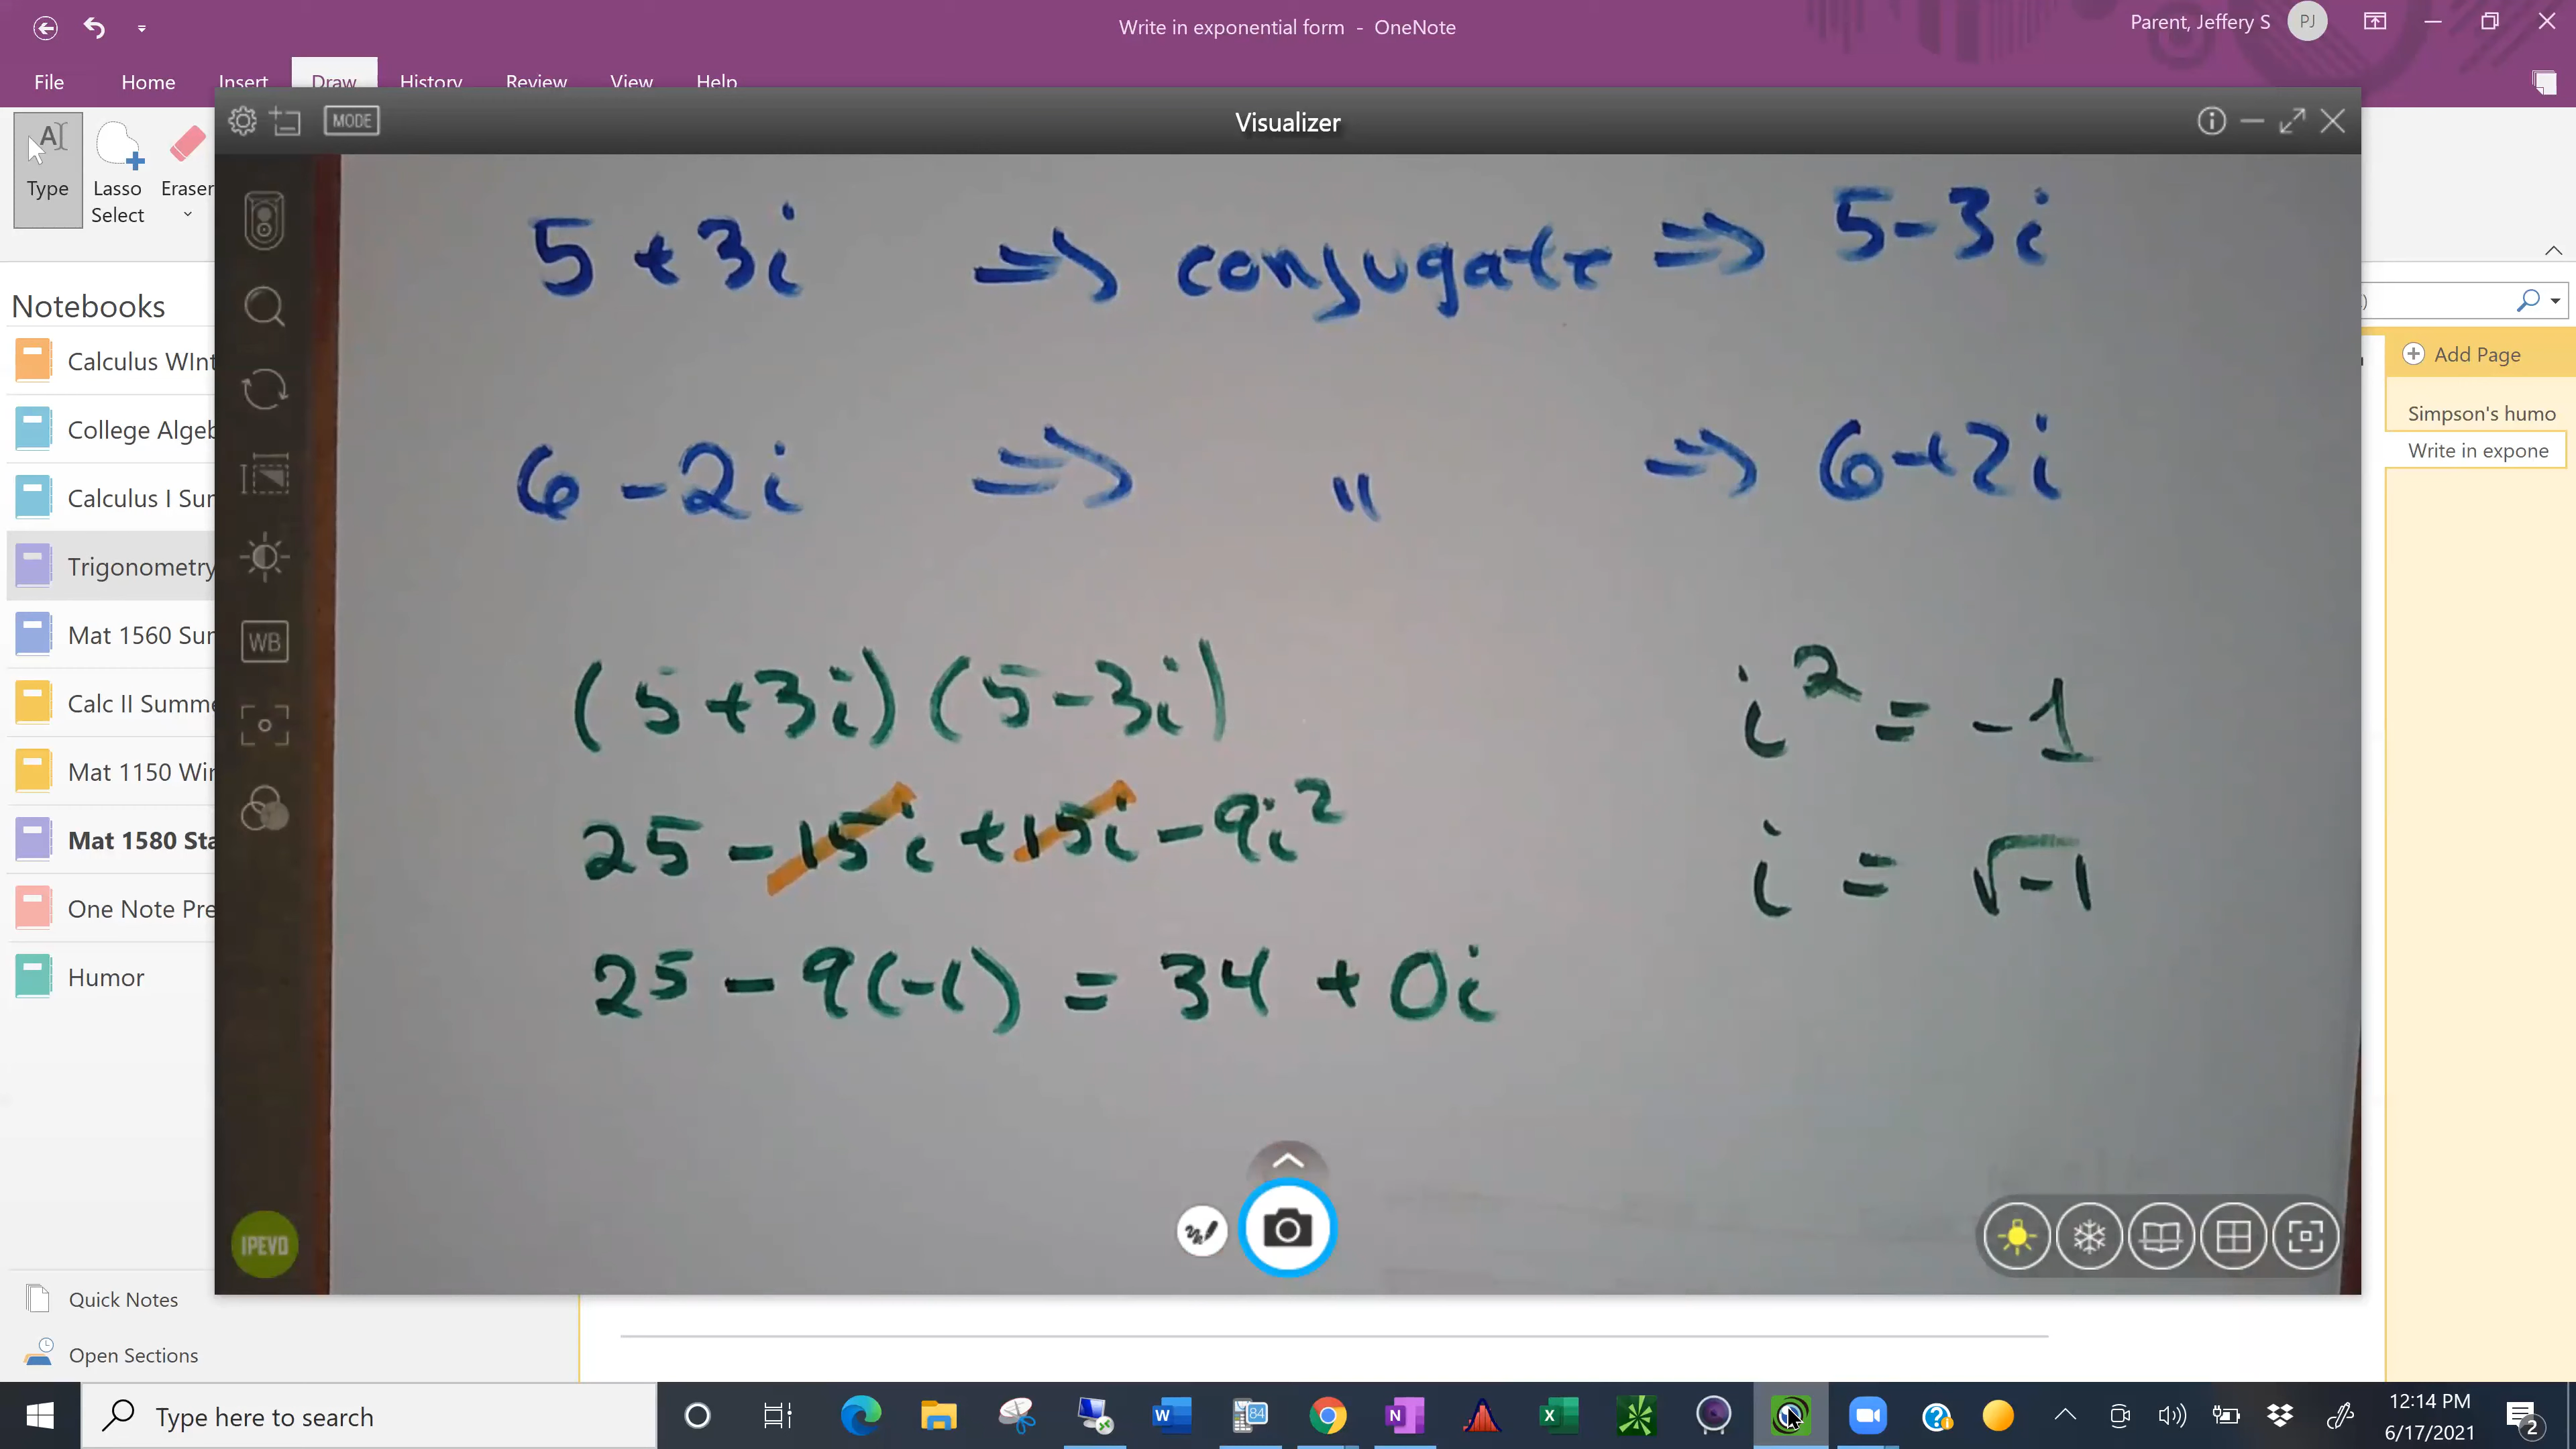 Write in exponential form - OneNote
Parent, Jeffery S PJ
File Home Insert Draw History Review View Help
MODE
Visualizer
A
Type
Lasso
Select
Eraser
Notebooks
Calculus WInt
College Algeb
Calculus I Sur
Trigonometry
Mat 1560 Sur
Calc II Summe
Mat 1150 Wir
Mat 1580 Sta
One Note Pre
Humor
Quick Notes
Open Sections
WB
IPEVO
5 + 3i ⇒ conjugate ⇒ 5 - 3i
6 - 2i ⇒ " ⇒ 6 + 2i
(5 + 3i)(5 - 3i)
25 - 15i + 15i - 9i²
25 - 9(-1) = 34 + 0i
i² = -1
i = √-1
Add Page
Simpson's humo
Write in expone
Type here to search
W
84
N
X
12:14 PM
6/17/2021
2